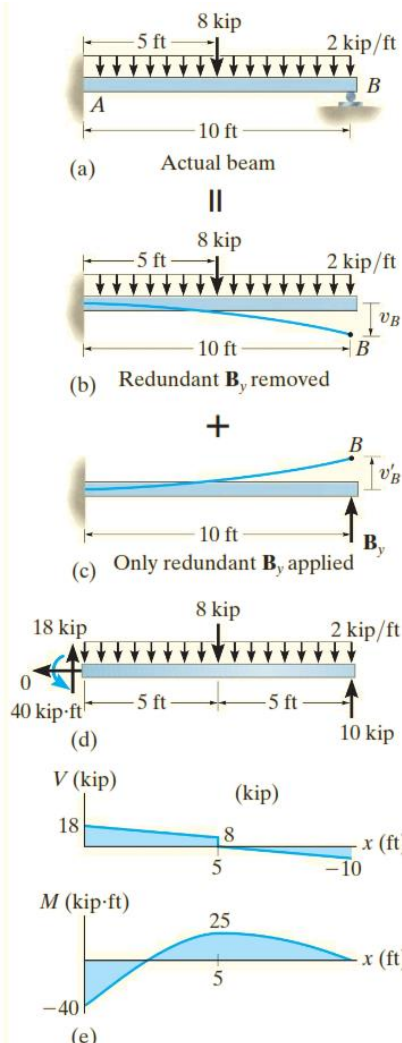 8 kip
5 ft
2 kip/ft
A
B
10 ft
(a) Actual beam
=
8 kip
5 ft
2 kip/ft
v_B
10 ft
B
(b) Redundant B_y removed
+
B
v'_B
10 ft
B_y
(c) Only redundant B_y applied
8 kip
18 kip
2 kip/ft
0
40 kip·ft
5 ft
5 ft
10 kip
(d)
V (kip)
(kip)
18
8
x (ft)
5
−10
M (kip·ft)
25
x (ft)
5
−40
(e)